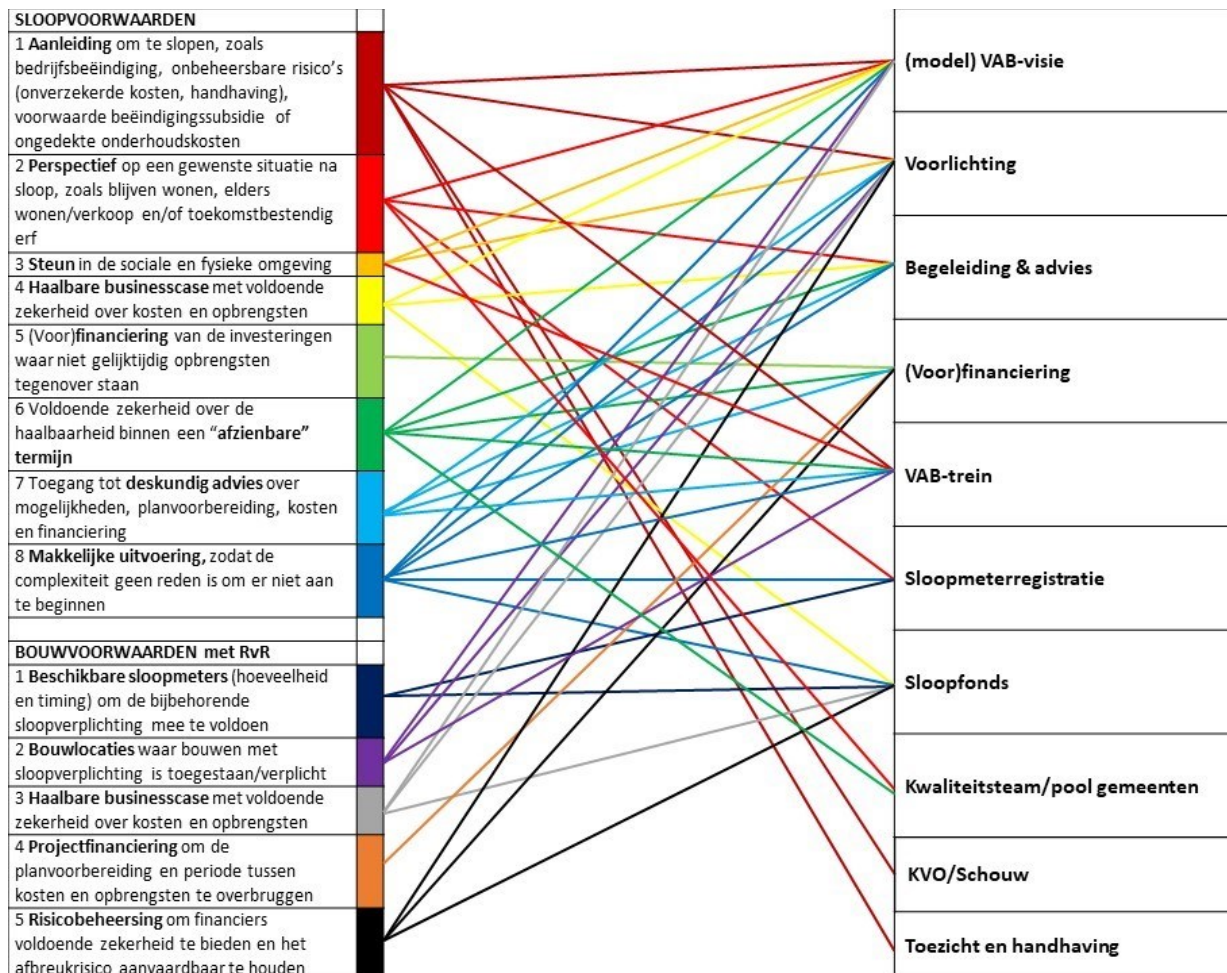 SLOOPVOORWAARDEN
1 Aanleiding om te slopen, zoals
bedrijfsbeëindiging, onbeheersbare risico's
(onverzekerde kosten, handhaving),
voorwaarde beëindigingssubsidie of
ongedekte onderhoudskosten
2 Perspectief op een gewenste situatie na
sloop, zoals blijven wonen, elders
wonen/verkoop en/of toekomstbestendig
erf
3 Steun in de sociale en fysieke omgeving
4 Haalbare businesscase met voldoende
zekerheid over kosten en opbrengsten
5 (Voor)financiering van de investeringen
waar niet gelijktijdig opbrengsten
tegenover staan
6 Voldoende zekerheid over de
haalbaarheid binnen een “afzienbare”
termijn
7 Toegang tot deskundig advies over
mogelijkheden, planvoorbereiding, kosten
en financiering
8 Makkelijke uitvoering, zodat de
complexiteit geen reden is om er niet aan
te beginnen
BOUWVOORWAARDEN met RvR
1 Beschikbare sloopmeters (hoeveelheid
en timing) om de bijbehorende
sloopverplichting mee te voldoen
2 Bouwlocaties waar bouwen met
sloopverplichting is toegestaan/verplicht
3 Haalbare businesscase met voldoende
zekerheid over kosten en opbrengsten
4 Projectfinanciering om de
planvoorbereiding en periode tussen
kosten en opbrengsten te overbruggen
5 Risicobeheersing om financiers
voldoende zekerheid te bieden en het
afbreukrisico aanvaardbaar te houden
(model) VAB-visie
Voorlichting
Begeleiding & advies
(Voor)financiering
VAB-trein
Sloopmeterregistratie
Sloopfonds
Kwaliteitsteam/pool gemeenten
KVO/Schouw
Toezicht en handhaving